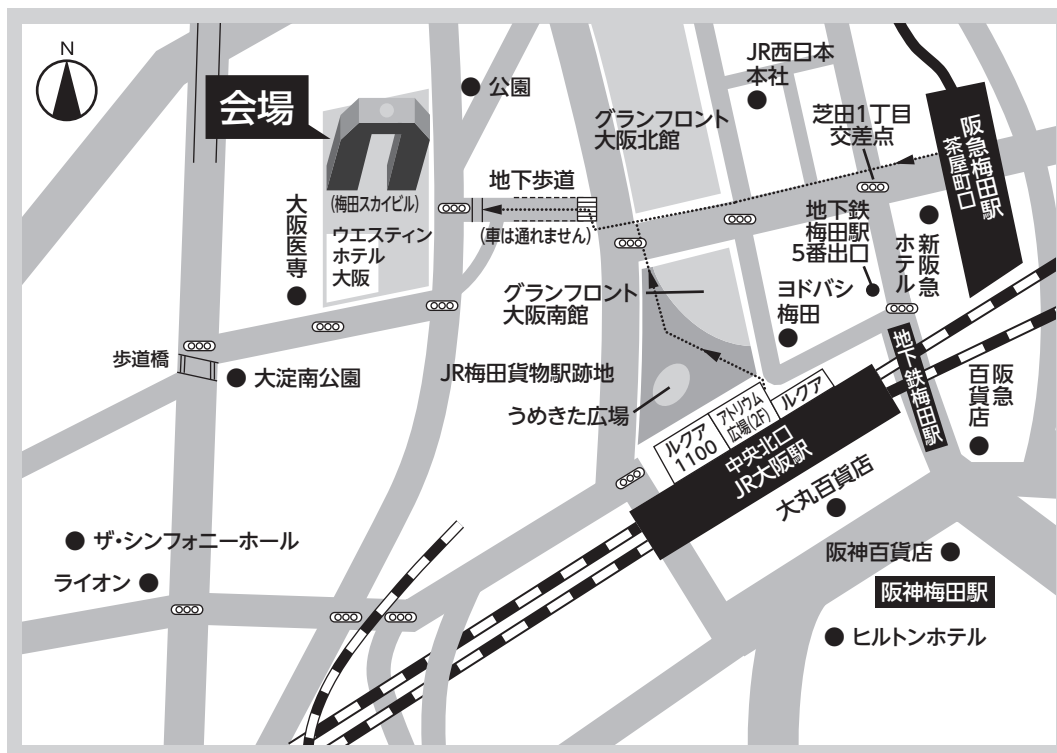 N
会場
公園
JR西日本
本社
グランフロント
大阪北館
芝田1丁目
交差点
阪急梅田駅
茶屋町口
地下歩道
(梅田スカイビル)
(車は通れません)
大阪医専
ウエスティン
ホテル
大阪
地下鉄
梅田駅
5番出口
新阪急
ホテル
グランフロント
大阪南館
ヨドバシ
梅田
歩道橋
大淀南公園
JR梅田貨物駅跡地
うめきた広場
ルクア
1100
アトリウム
広場(2F)
ルクア
地下鉄梅田駅
阪急
百貨店
中央北口
JR大阪駅
大丸百貨店
ザ・シンフォニーホール
ライオン
阪神百貨店
阪神梅田駅
ヒルトンホテル